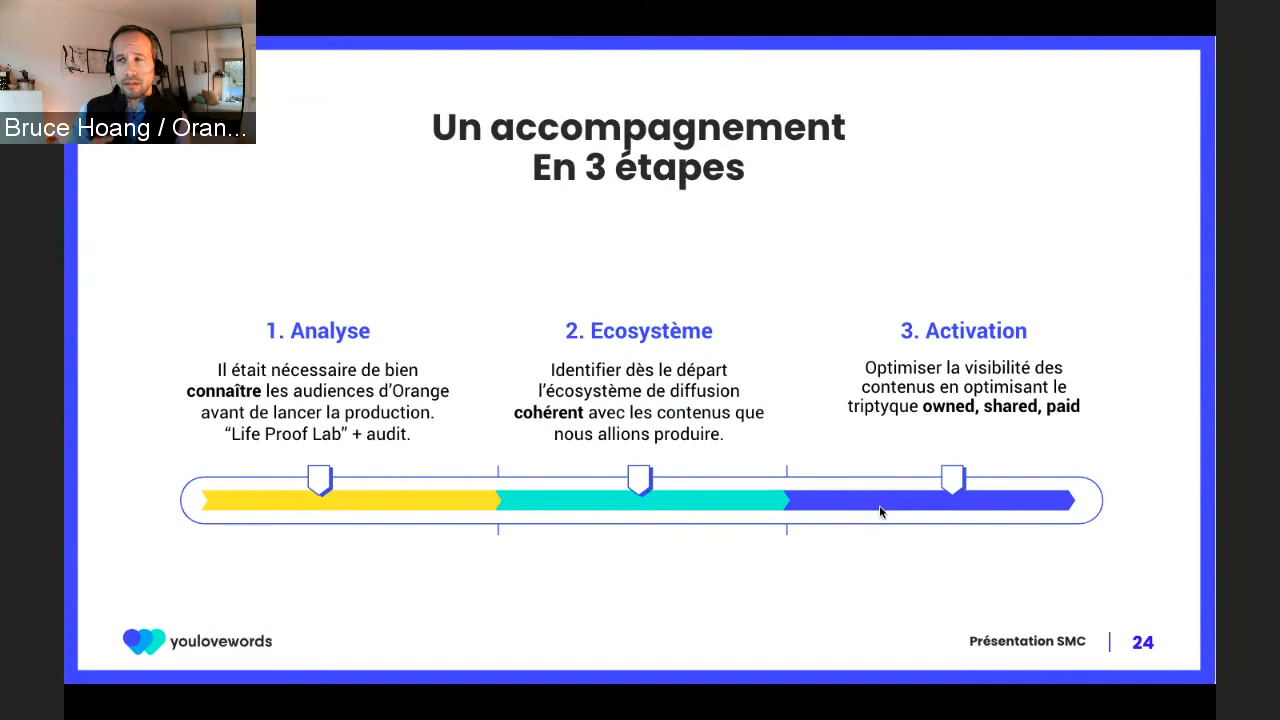 Bruce Hoang / Oran...
Un accompagnement
En 3 étapes
1. Analyse
Il était nécessaire de bien
connaître les audiences d’Orange
avant de lancer la production.
“Life Proof Lab” + audit.
2. Ecosystème
Identifier dès le départ
l’écosystème de diffusion
cohérent avec les contenus que
nous allions produire.
3. Activation
Optimiser la visibilité des
contenus en optimisant le
triptyque owned, shared, paid
youlovewords
Présentation SMC
24